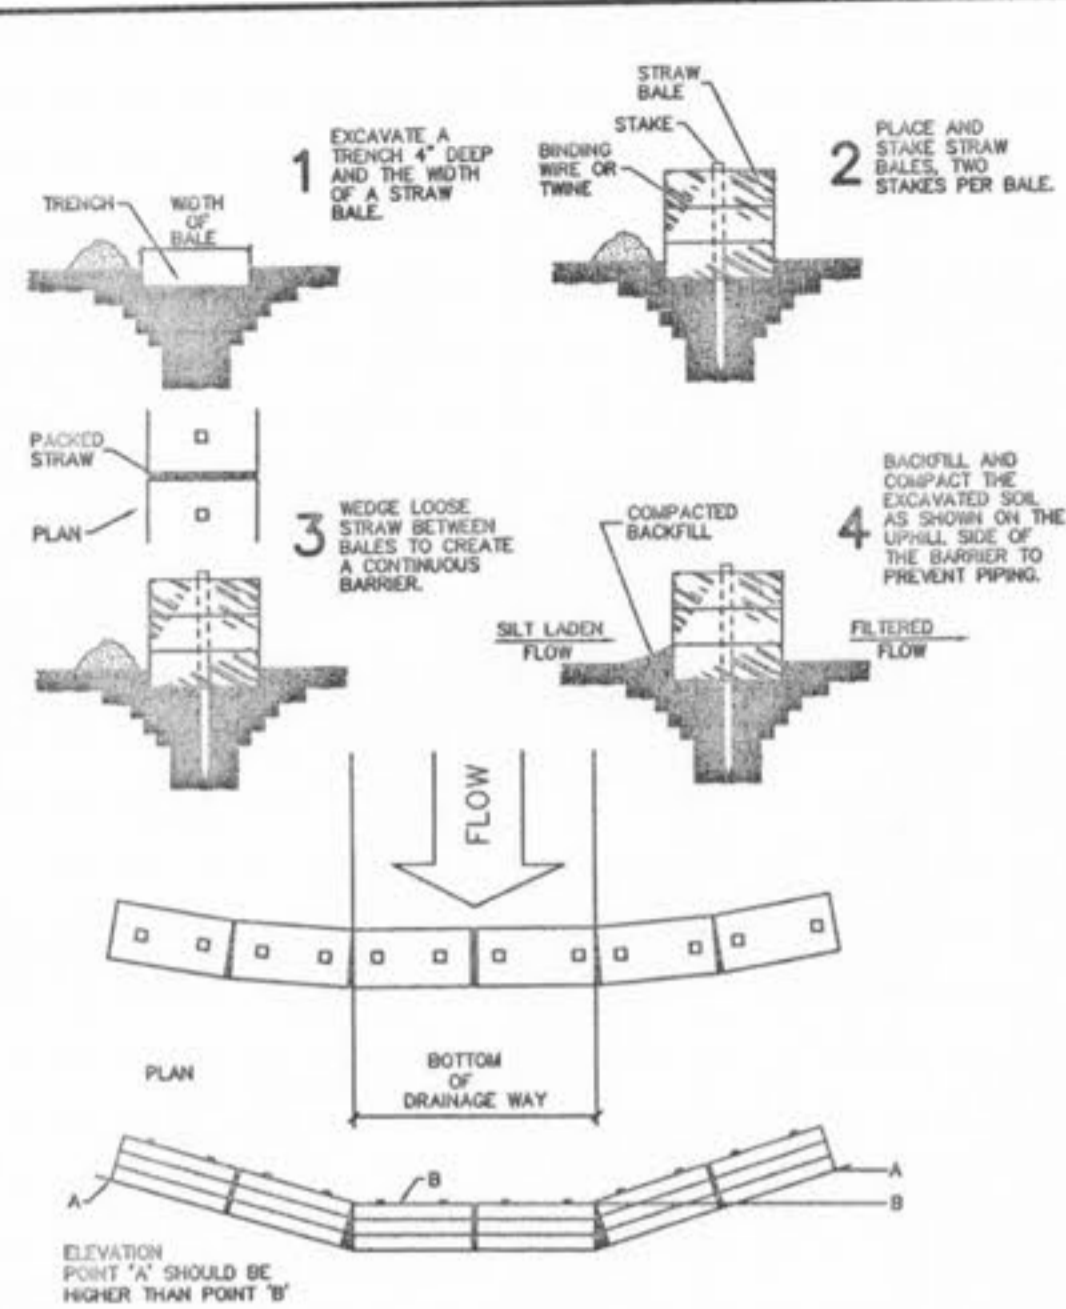 1
EXCAVATE A
TRENCH 4" DEEP
AND THE WIDTH
OF A STRAW
BALE.
TRENCH
WIDTH
OF
BALE
STRAW
BALE
STAKE
BINDING
WIRE OR
TWINE
2
PLACE AND
STAKE STRAW
BALES, TWO
STAKES PER BALE.
PACKED
STRAW
PLAN
3
WEDGE LOOSE
STRAW BETWEEN
BALES TO CREATE
A CONTINUOUS
BARRIER.
COMPACTED
BACKFILL
4
BACKFILL AND
COMPACT THE
EXCAVATED SOIL
AS SHOWN ON THE
UPHILL SIDE OF
THE BARRIER TO
PREVENT PIPING.
SILT LADEN
FLOW
FILTERED
FLOW
FLOW
PLAN
BOTTOM
OF
DRAINAGE WAY
A
B
A
B
ELEVATION
POINT 'A' SHOULD BE
HIGHER THAN POINT 'B'